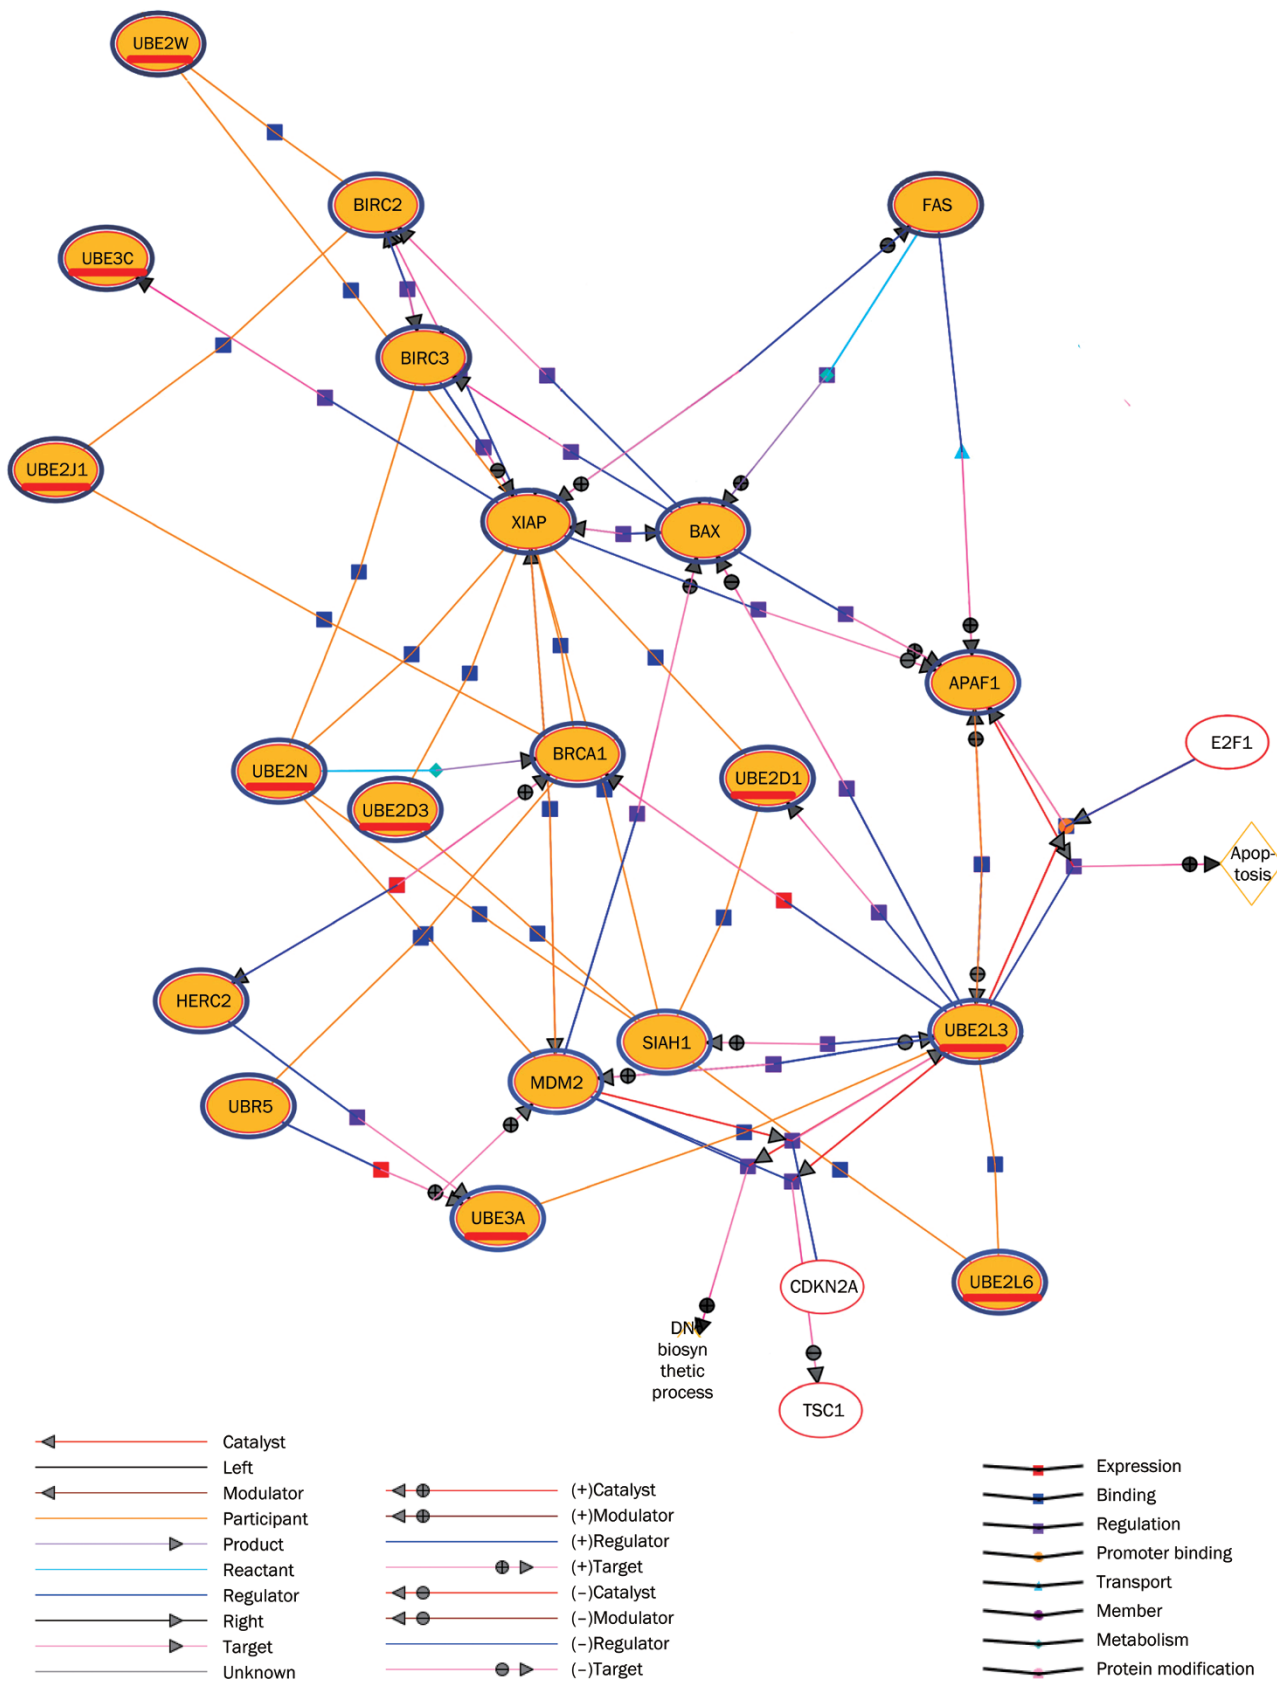 UBE2W
BIRC2
FAS
UBE3C
BIRC3
UBE2J1
XIAP
BAX
APAF1
E2F1
BRCA1
UBE2N
UBE2D1
UBE2D3
Apop-
tosis
HERC2
SIAH1
UBE2L3
MDM2
UBR5
UBE3A
UBE2L6
CDKN2A
DNA
biosyn
thetic
process
TSC1
Catalyst
Left
Modulator
Participant
Product
Reactant
Regulator
Right
Target
Unknown
(+)Catalyst
(+)Modulator
(+)Regulator
(+)Target
(−)Catalyst
(−)Modulator
(−)Regulator
(−)Target
Expression
Binding
Regulation
Promoter binding
Transport
Member
Metabolism
Protein modification